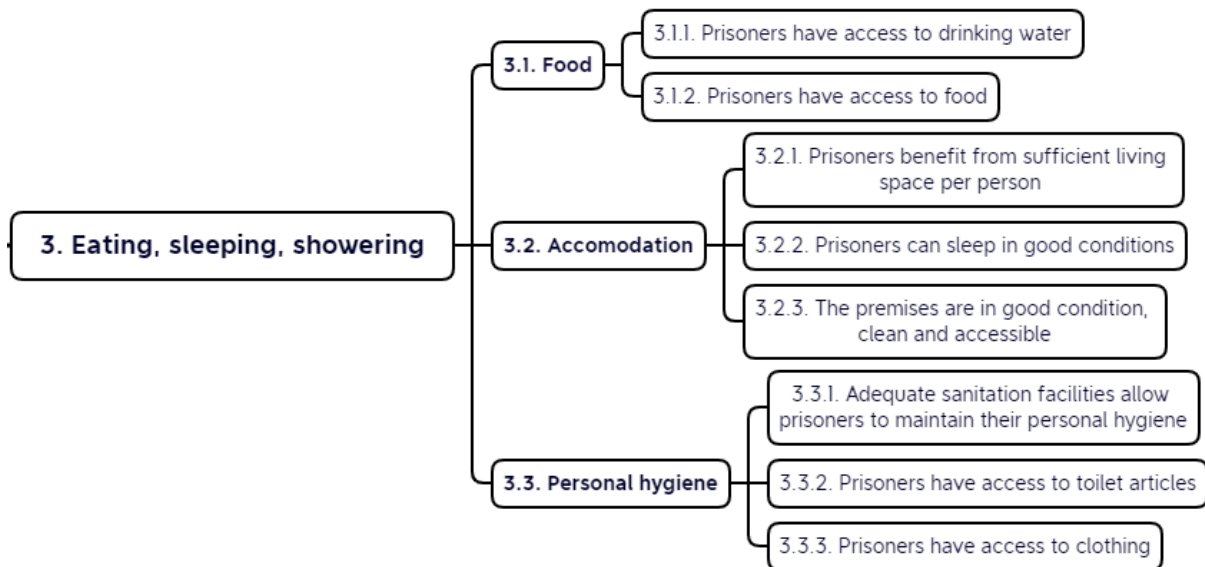 3. Eating, sleeping, showering
3.1. Food
3.1.1. Prisoners have access to drinking water
3.1.2. Prisoners have access to food
3.2. Accomodation
3.2.1. Prisoners benefit from sufficient living
space per person
3.2.2. Prisoners can sleep in good conditions
3.2.3. The premises are in good condition,
clean and accessible
3.3. Personal hygiene
3.3.1. Adequate sanitation facilities allow
prisoners to maintain their personal hygiene
3.3.2. Prisoners have access to toilet articles
3.3.3. Prisoners have access to clothing